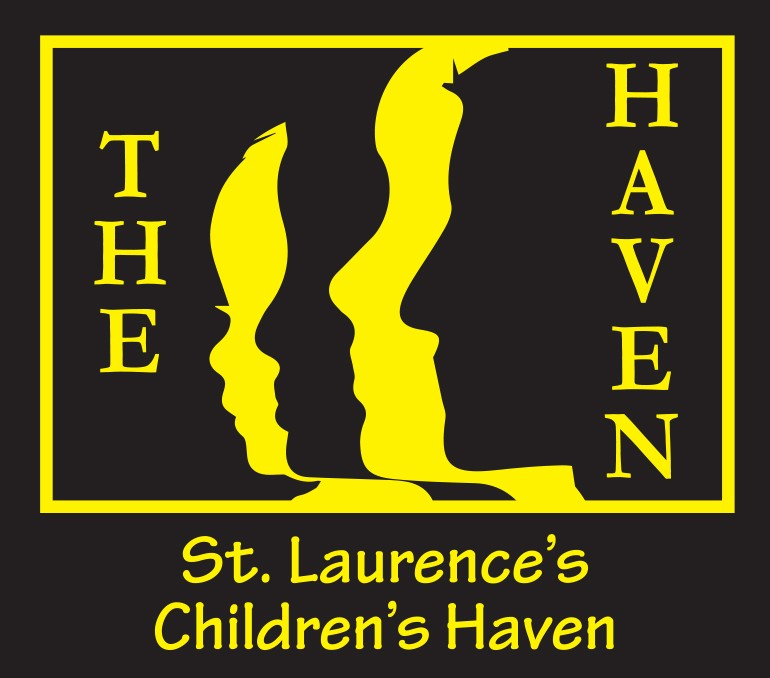 THE
HAVEN
St. Laurence's
Children's Haven